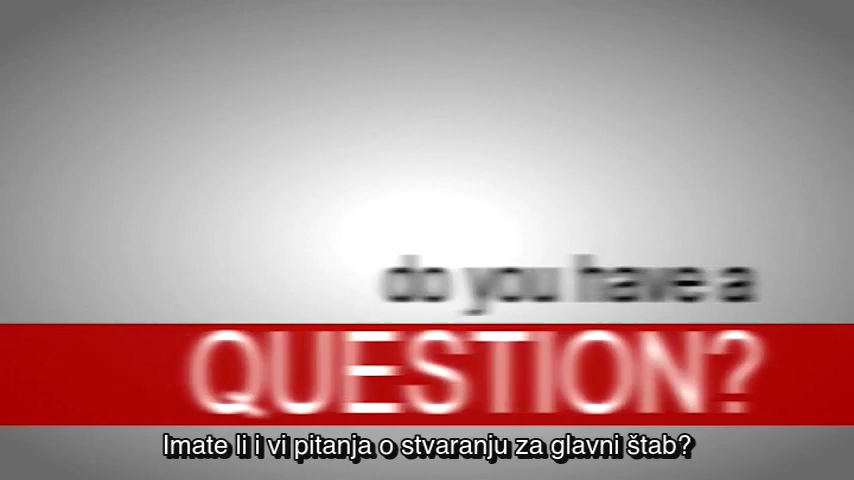 do you have a
QUESTION?
Imate li i vi pitanja o stvaranju za glavni štab?